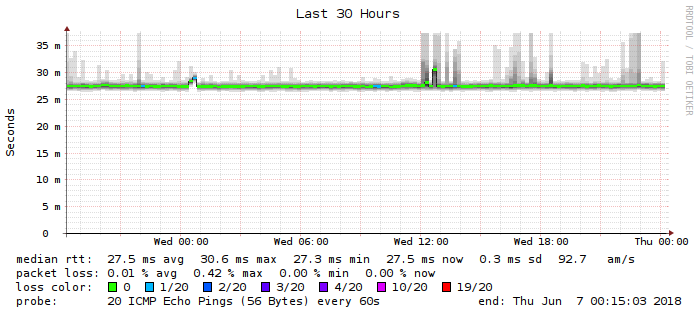 Last 30 Hours
RRDTOOL / TOBI OETIKER
Seconds
35 m
30 m
25 m
20 m
15 m
10 m
5 m
0
Wed 00:00 Wed 06:00 Wed 12:00 Wed 18:00 Thu 00:00
median rtt: 27.5 ms avg 30.6 ms max 27.3 ms min 27.5 ms now 0.3 ms sd 92.7 am/s
packet loss: 0.01 % avg 0.42 % max 0.00 % min 0.00 % now
loss color: 0 1/20 2/20 3/20 4/20 10/20 19/20
probe: 20 ICMP Echo Pings (56 Bytes) every 60s end: Thu Jun 7 00:15:03 2018